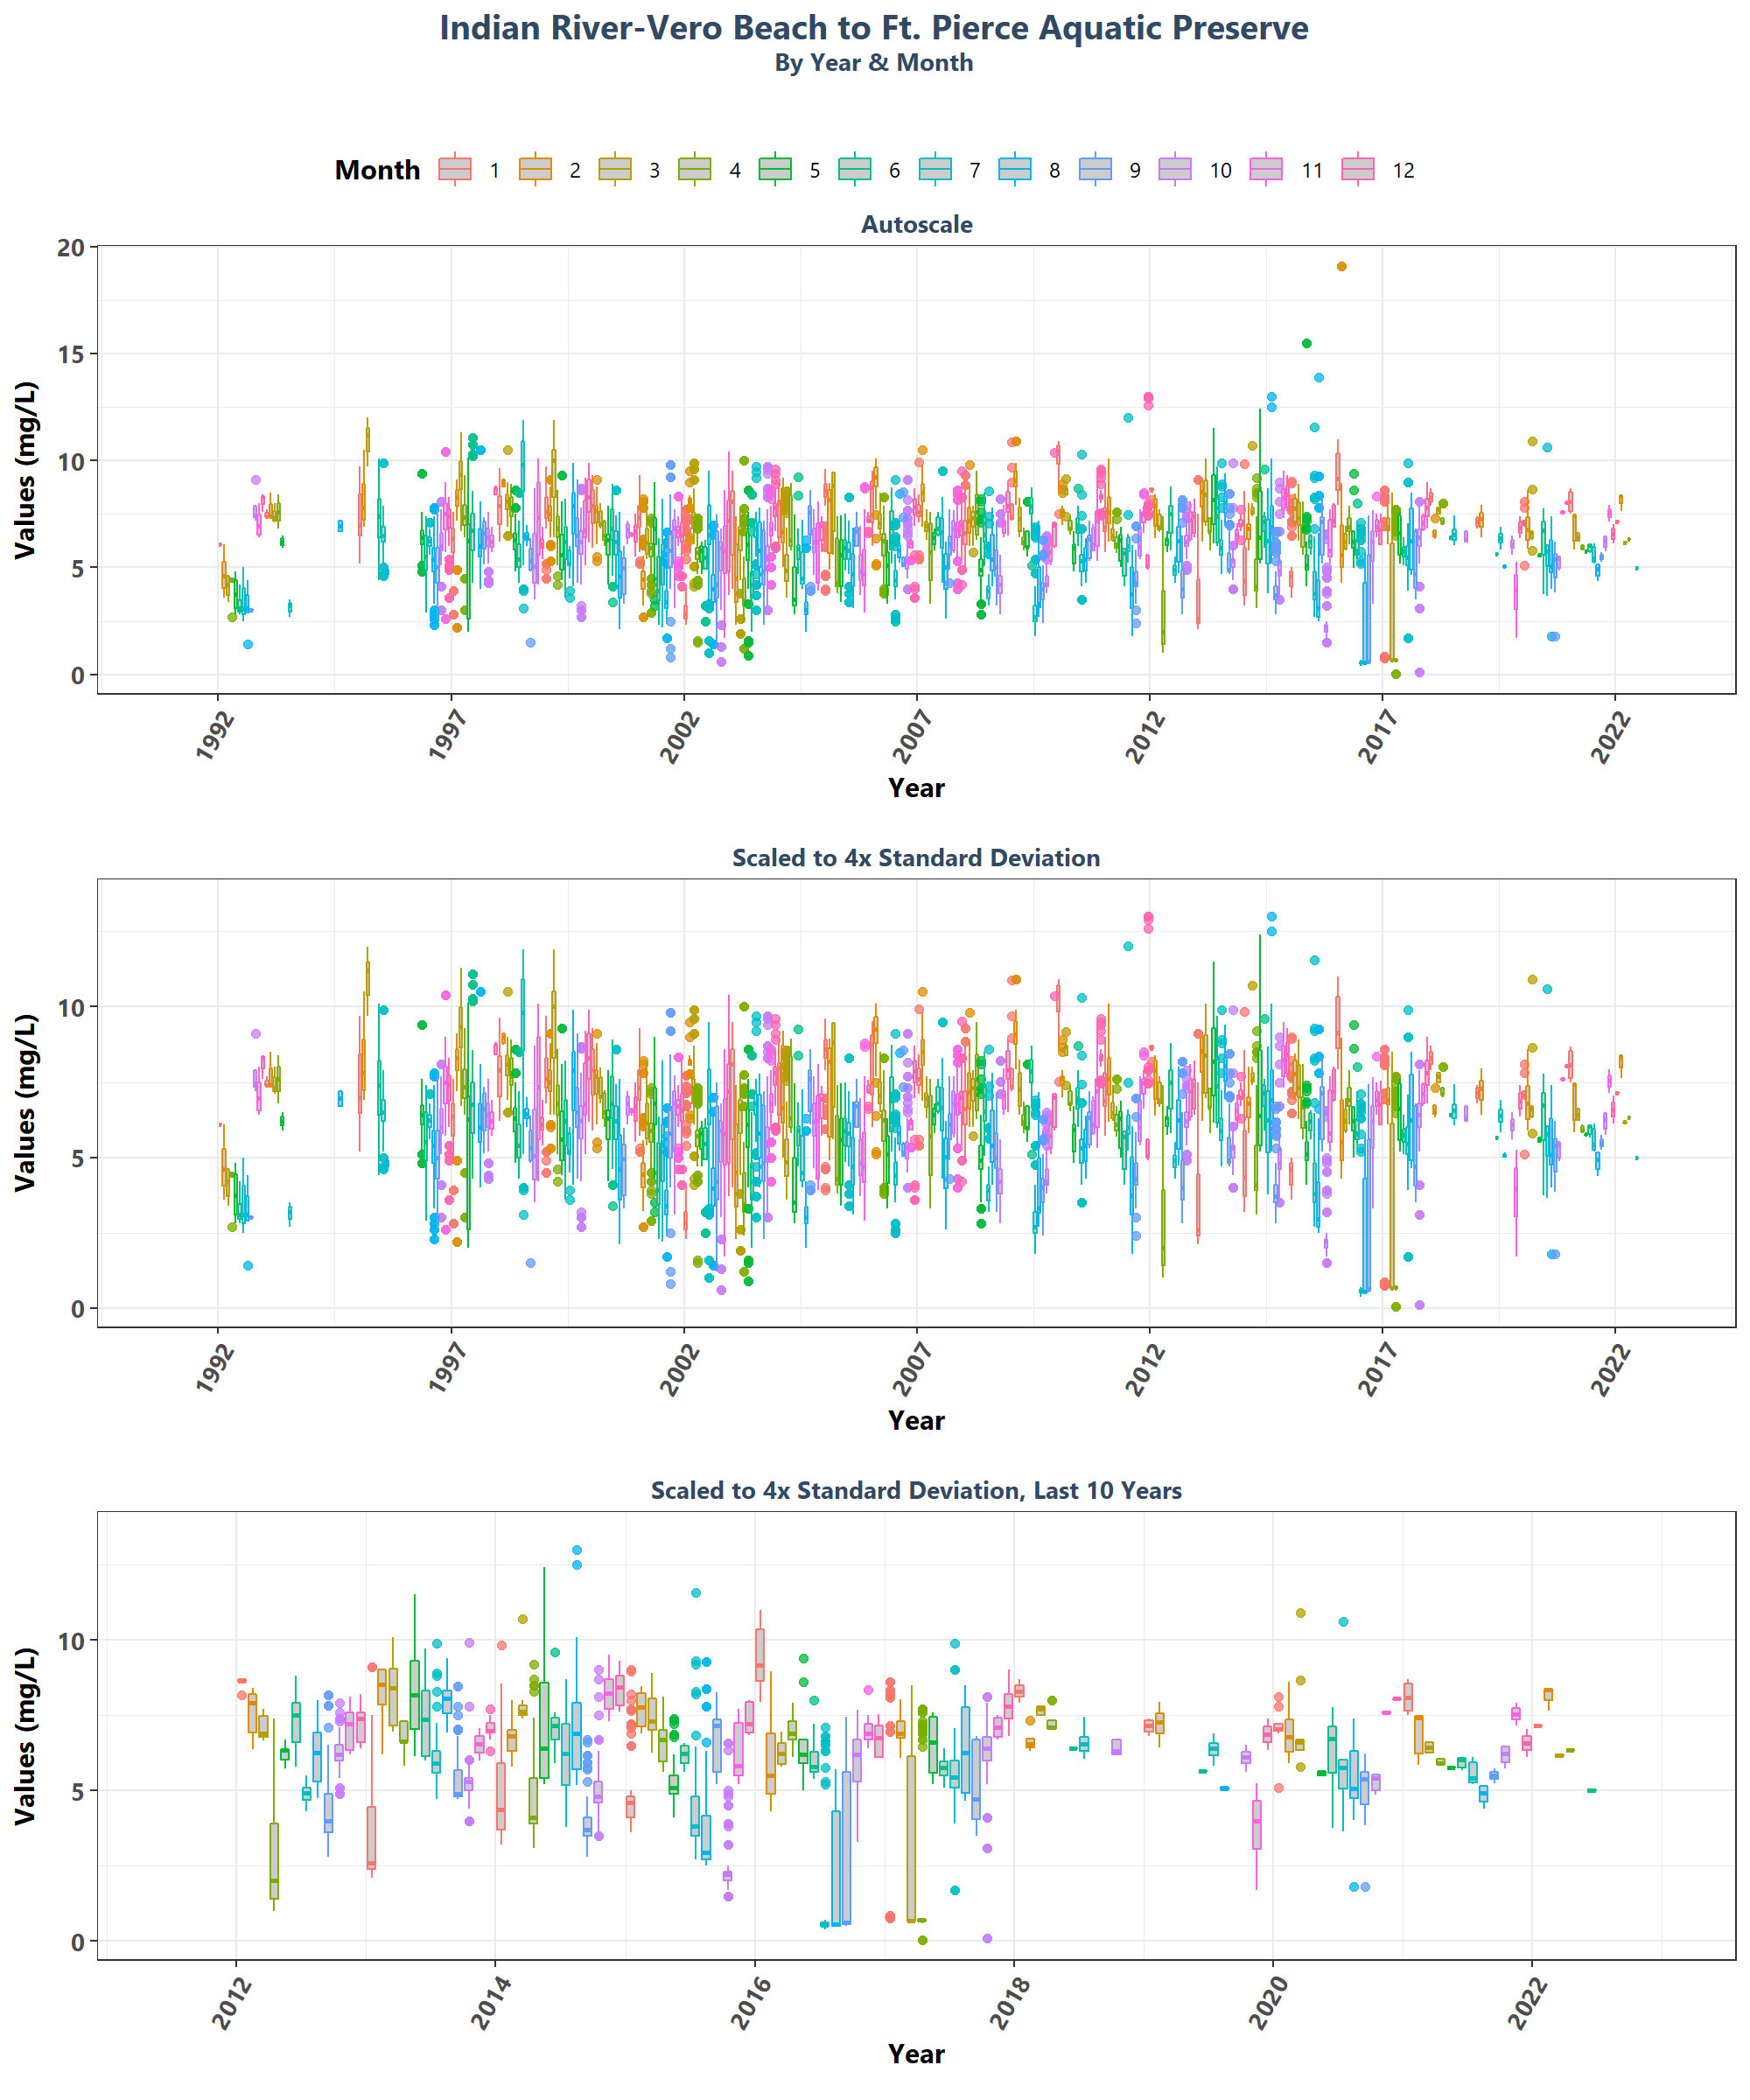 Indian River-Vero Beach to Ft. Pierce Aquatic Preserve
By Year & Month
Month 1 2 3 4 5 6 7 8 9 10 11 12
Autoscale
Values (mg/L)
20
15
10
5
0
1992 1997 2002 2007 2012 2017 2022
Year
Scaled to 4x Standard Deviation
Values (mg/L)
10
5
0
1992 1997 2002 2007 2012 2017 2022
Year
Scaled to 4x Standard Deviation, Last 10 Years
Values (mg/L)
10
5
0
2012 2014 2016 2018 2020 2022
Year